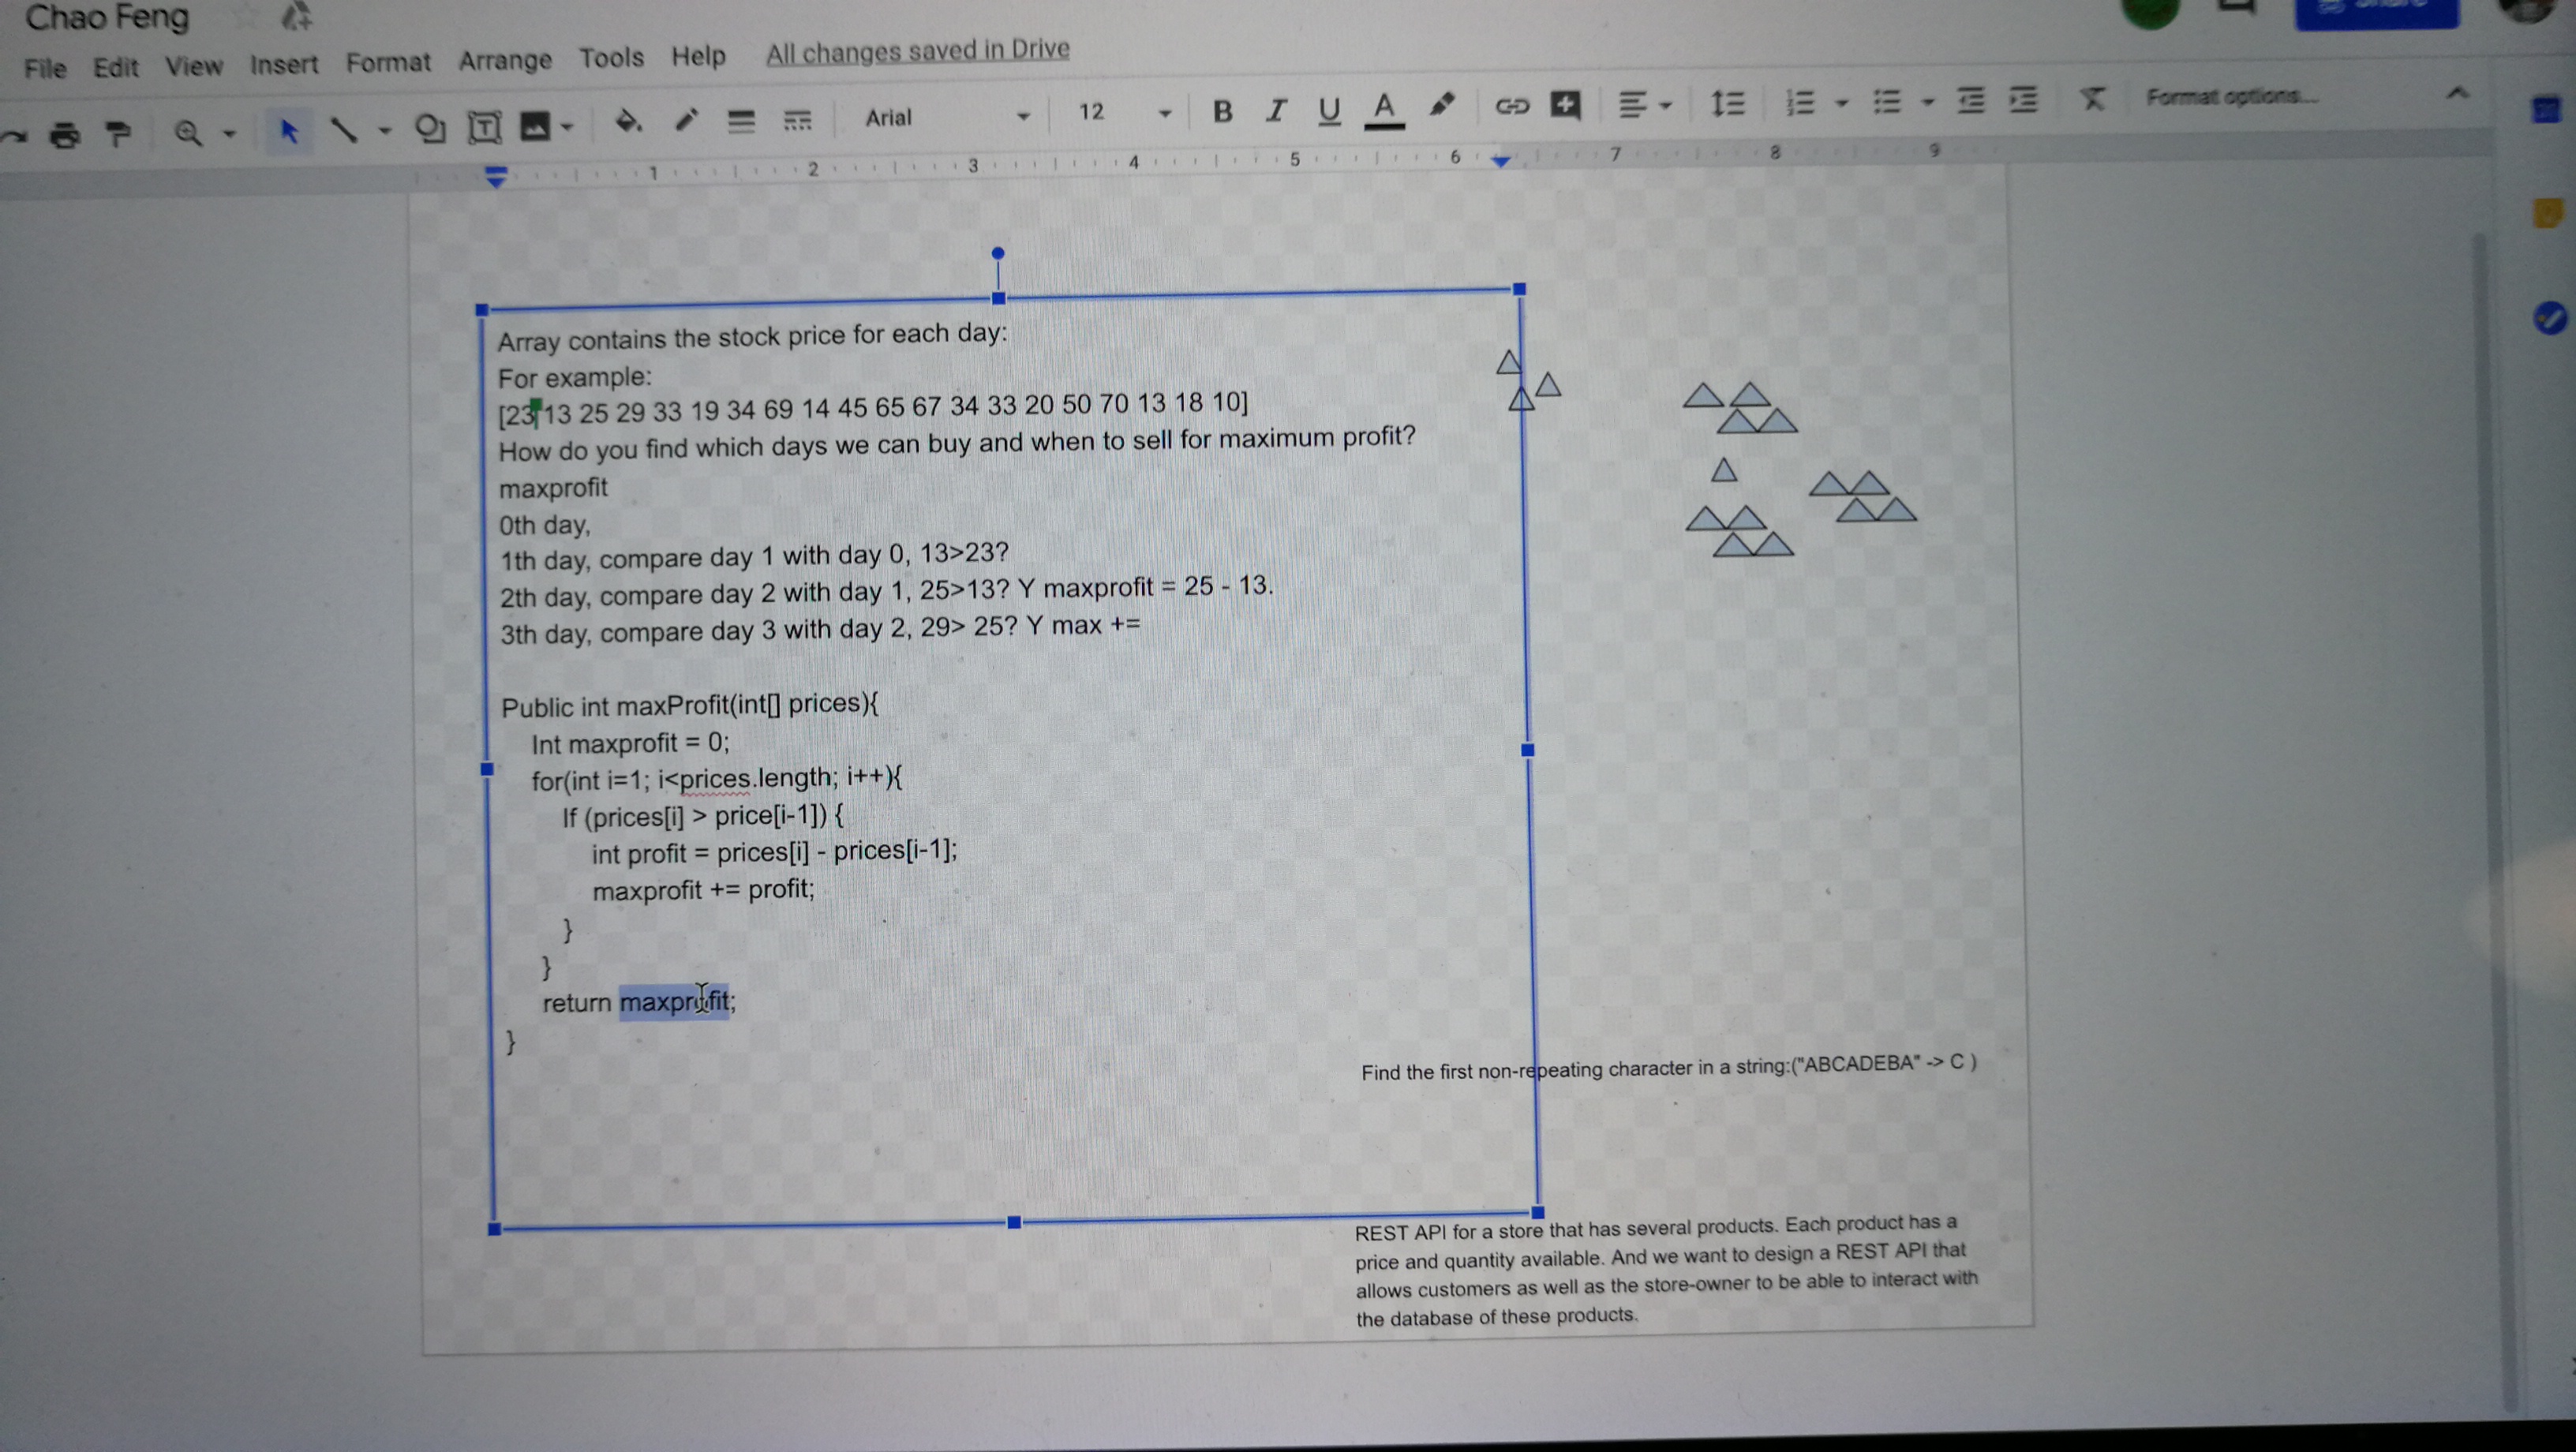 Chao Feng
File Edit View Insert Format Arrange Tools Help All changes saved in Drive
Arial 12 B I U A Format options...
1 2 3 4 5 6 7 8 9
Array contains the stock price for each day:
For example:
[23 13 25 29 33 19 34 69 14 45 65 67 34 33 20 50 70 13 18 10]
How do you find which days we can buy and when to sell for maximum profit?
maxprofit
0th day,
1th day, compare day 1 with day 0, 13>23?
2th day, compare day 2 with day 1, 25>13? Y maxprofit = 25 - 13.
3th day, compare day 3 with day 2, 29> 25? Y max +=
Public int maxProfit(int[] prices){
Int maxprofit = 0;
for(int i=1; i<prices.length; i++){
If (prices[i] > price[i-1]) {
int profit = prices[i] - prices[i-1];
maxprofit += profit;
}
}
return maxprofit;
}
Find the first non-repeating character in a string:("ABCADEBA" -> C )
REST API for a store that has several products. Each product has a
price and quantity available. And we want to design a REST API that
allows customers as well as the store-owner to be able to interact with
the database of these products.